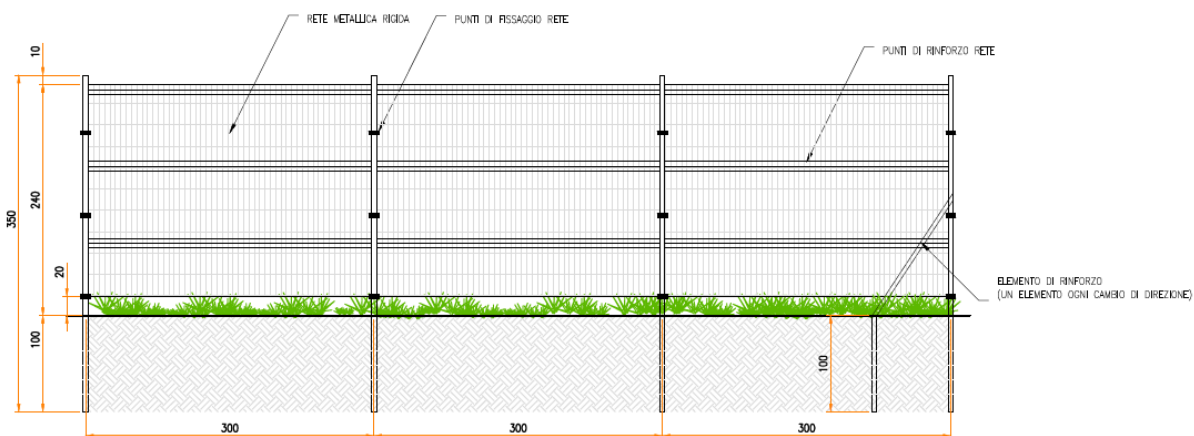 RETE METALLICA RIGIDA
PUNTI DI FISSAGGIO RETE
PUNTI DI RINFORZO RETE
10
240
350
20
100
100
ELEMENTO DI RINFORZO
(UN ELEMENTO OGNI CAMBIO DI DIREZIONE)
300
300
300